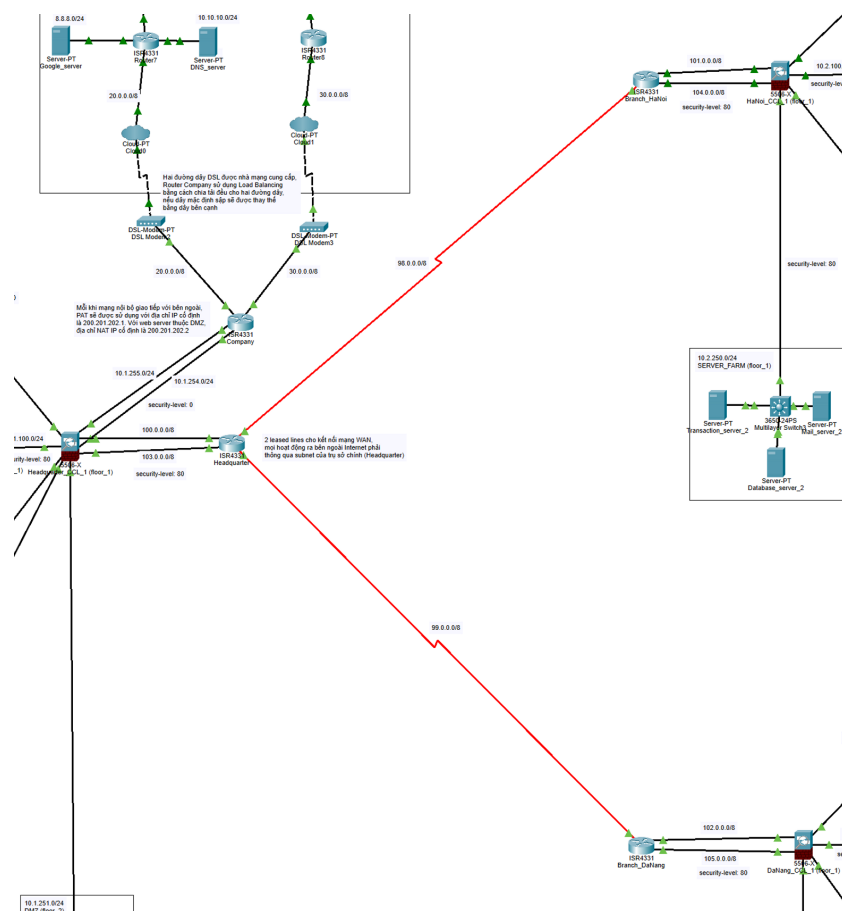 8.8.8.0/24
10.10.10.0/24
Server-PT
Google_server
ISR4331
Router7
Server-PT
DNS_server
ISR4331
Router8
20.0.0.0/8
30.0.0.0/8
Cloud-PT
Cloud0
Cloud-PT
Cloud1
Hai đường dây DSL được nhà mạng cung cấp,
Router Company sử dụng Load Balancing
bằng cách chia tải đều cho hai đường dây,
nếu dây mặc định sập sẽ được thay thế
bằng dây bên cạnh
DSL-Modem-PT
DSL Modem2
DSL-Modem-PT
DSL Modem3
20.0.0.0/8
30.0.0.0/8
Mỗi khi mạng nội bộ giao tiếp với bên ngoài,
PAT sẽ được sử dụng với địa chỉ IP cố định
là 200.201.202.1. Với web server thuộc DMZ,
địa chỉ NAT IP cố định là 200.201.202.2
ISR4331
Company
10.1.255.0/24
10.1.254.0/24
security-level: 0
1.100.0/24
100.0.0.0/8
103.0.0.0/8
security-level: 80
5506-X
Headquarter_CCL_1 (floor_1)
ISR4331
Headquarter
2 leased lines cho kết nối mạng WAN,
mọi hoạt động ra bên ngoài Internet phải
thông qua subnet của trụ sở chính (Headquarter)
98.0.0.0/8
99.0.0.0/8
101.0.0.0/8
104.0.0.0/8
security-level: 80
ISR4331
Branch_HaNoi
5506-X
HaNoi_CCL_1 (floor_1)
10.2.100
security-level: 80
10.2.250.0/24
SERVER_FARM (floor_1)
Server-PT
Transaction_server_2
3650-24PS
Multilayer Switch3
Server-PT
Mail_server_2
Server-PT
Database_server_2
102.0.0.0/8
105.0.0.0/8
security-level: 80
ISR4331
Branch_DaNang
5506-X
DaNang_CCL_1 (floor_1)
10.1.251.0/24
DMZ (floor_2)